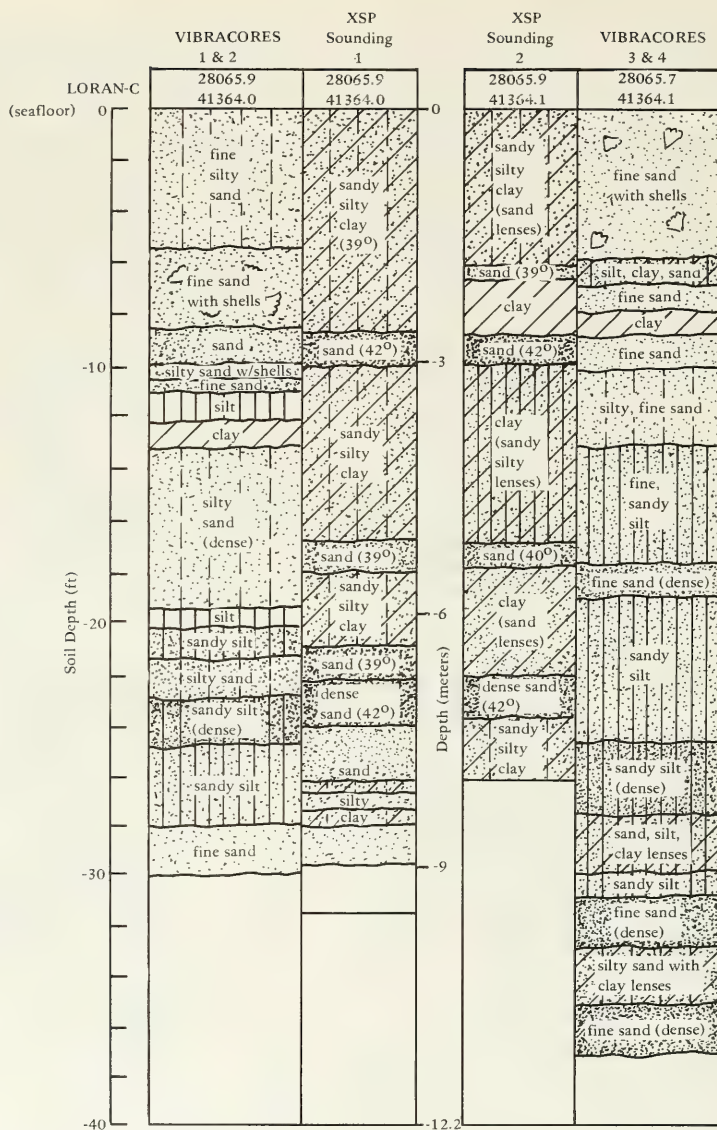 VIBRACORES
1 & 2
XSP
Sounding
1
XSP
Sounding
2
VIBRACORES
3 & 4
LORAN-C
28065.9
41364.0
28065.9
41364.0
28065.9
41364.1
28065.7
41364.1
(seafloor)
0
-10
-20
-30
-40
Soil Depth (ft)
fine
silty
sand
fine sand
with shells
sand
silty sand w/shells
fine sand
silt
clay
silty
sand
(dense)
silt
sandy silt
silty sand
sandy silt
(dense)
sandy silt
fine sand
sandy
silty
clay
(39°)
sand (42°)
sandy
silty
clay
sand (39°)
sandy
silty
clay
sand (39°)
dense
sand (42°)
sand
silty
clay
0
-3
-6
-9
-12.2
Depth (meters)
sandy
silty
clay
(sand
lenses)
sand (39°)
clay
sand (42°)
clay
(sandy
silty
lenses)
sand (40°)
clay
(sand
lenses)
dense sand
(42°)
sandy
silty
clay
fine sand
with shells
silt, clay, sand
fine sand
clay
fine sand
silty, fine sand
fine,
sandy
silt
fine sand (dense)
sandy
silt
sandy silt
(dense)
sand, silt,
clay lenses
sandy silt
fine sand
(dense)
silty sand with
clay lenses
fine sand (dense)